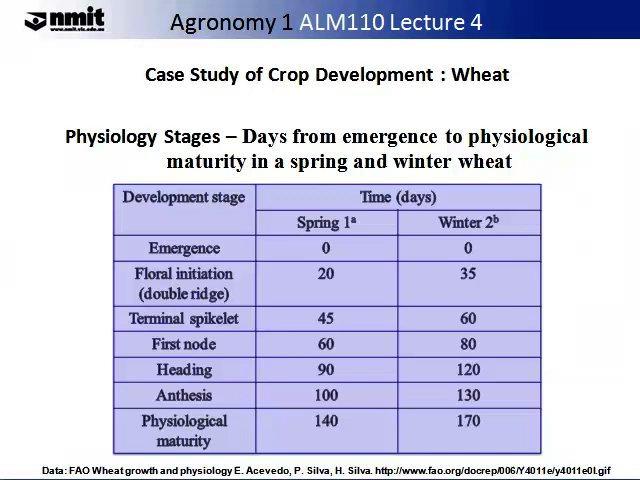 nmit
www.nmit.vic.edu.au
Agronomy 1 ALM110 Lecture 4
Case Study of Crop Development : Wheat
Physiology Stages – Days from emergence to physiological
maturity in a spring and winter wheat
Development stage Time (days)
Spring 1ᵃ Winter 2ᵇ
Emergence 0 0
Floral initiation 20 35
(double ridge)
Terminal spikelet 45 60
First node 60 80
Heading 90 120
Anthesis 100 130
Physiological 140 170
maturity
Data: FAO Wheat growth and physiology E. Acevedo, P. Silva, H. Silva. http://www.fao.org/docrep/006/Y4011e/y4011e0l.gif